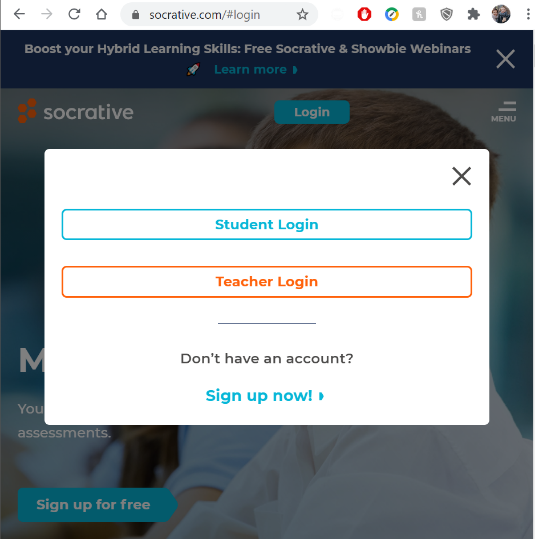 socrative.com/#login
Boost your Hybrid Learning Skills: Free Socrative & Showbie Webinars
Learn more
socrative
Login
MENU
Student Login
Teacher Login
Don't have an account?
Sign up now!
M
You
assessments.
Sign up for free